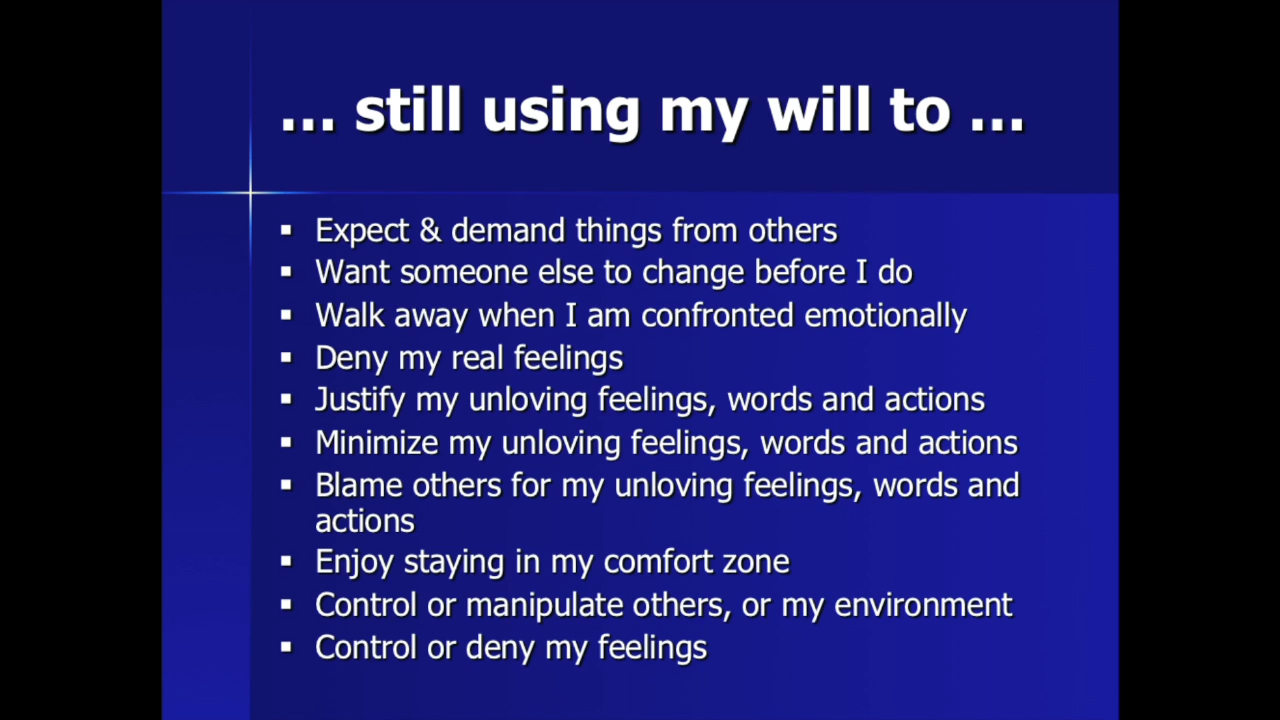 ... still using my will to ...
▪ Expect & demand things from others
▪ Want someone else to change before I do
▪ Walk away when I am confronted emotionally
▪ Deny my real feelings
▪ Justify my unloving feelings, words and actions
▪ Minimize my unloving feelings, words and actions
▪ Blame others for my unloving feelings, words and
actions
▪ Enjoy staying in my comfort zone
▪ Control or manipulate others, or my environment
▪ Control or deny my feelings